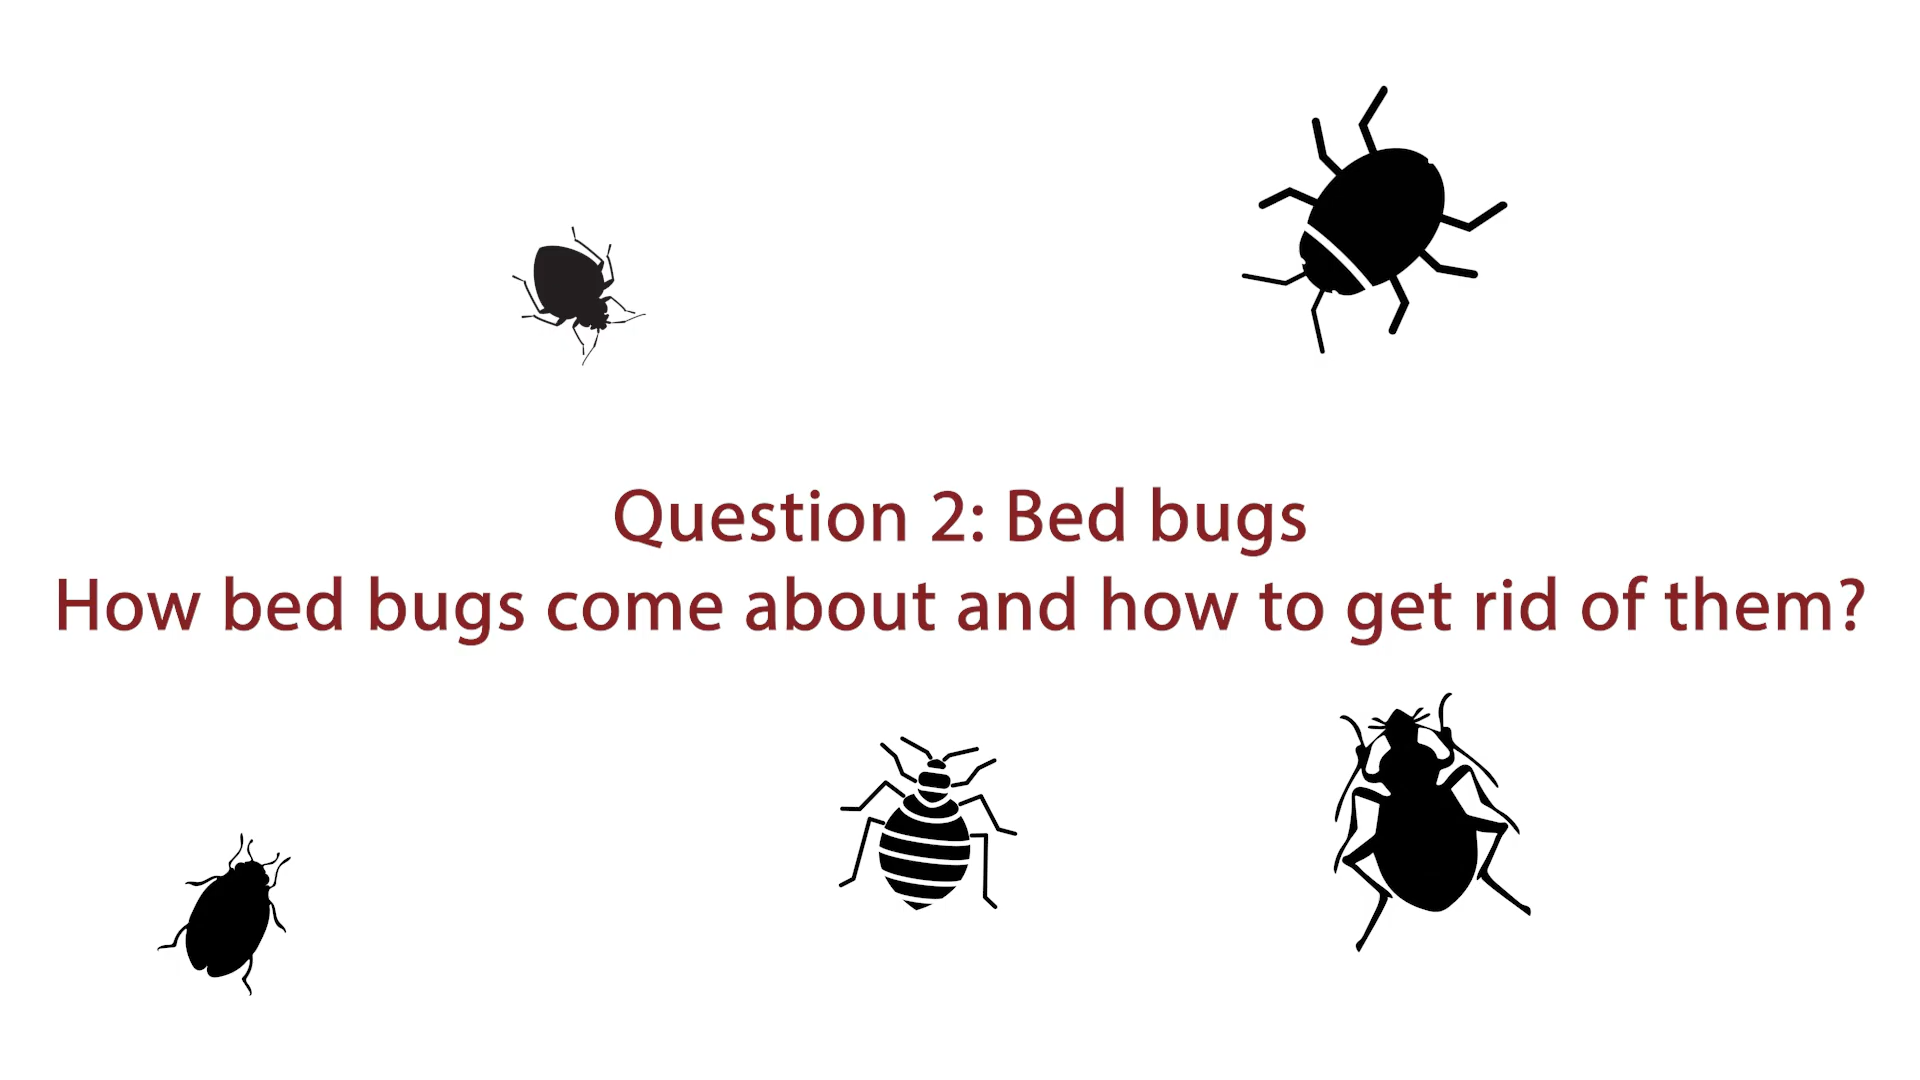 Question 2: Bed bugs
How bed bugs come about and how to get rid of them?